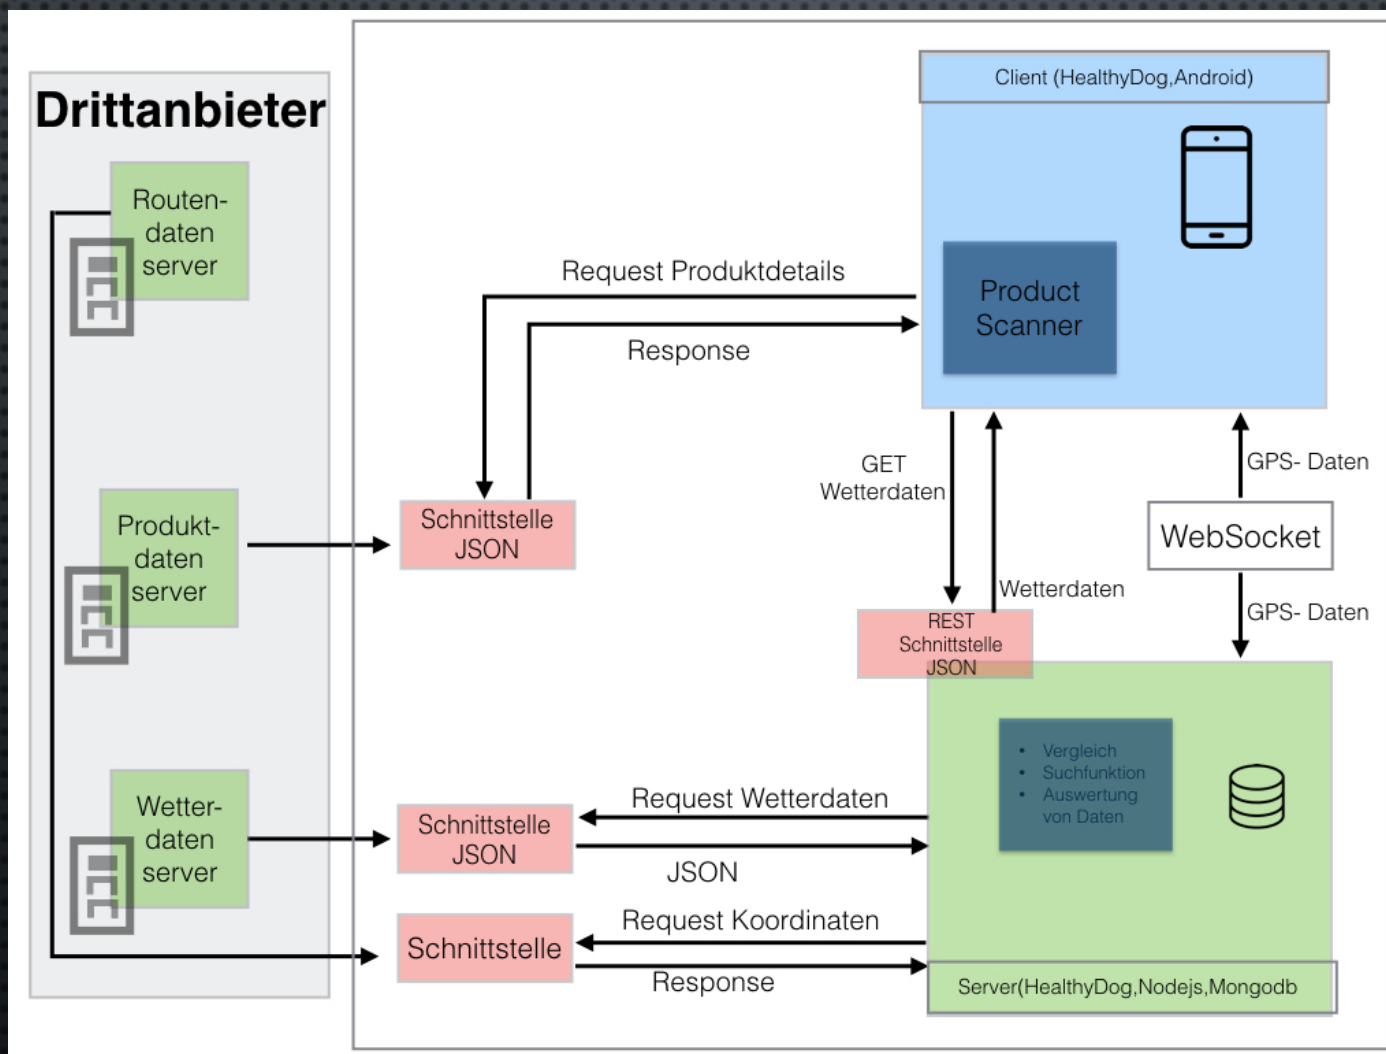 Drittanbieter
Routen-
daten
server
Produkt-
daten
server
Wetter-
daten
server
Client (HealthyDog,Android)
Product
Scanner
Request Produktdetails
Response
Schnittstelle
JSON
GET
Wetterdaten
Wetterdaten
GPS- Daten
WebSocket
GPS- Daten
REST
Schnittstelle
JSON
• Vergleich
• Suchfunktion
• Auswertung
von Daten
Request Wetterdaten
Schnittstelle
JSON
JSON
Request Koordinaten
Schnittstelle
Response
Server(HealthyDog,Nodejs,Mongodb